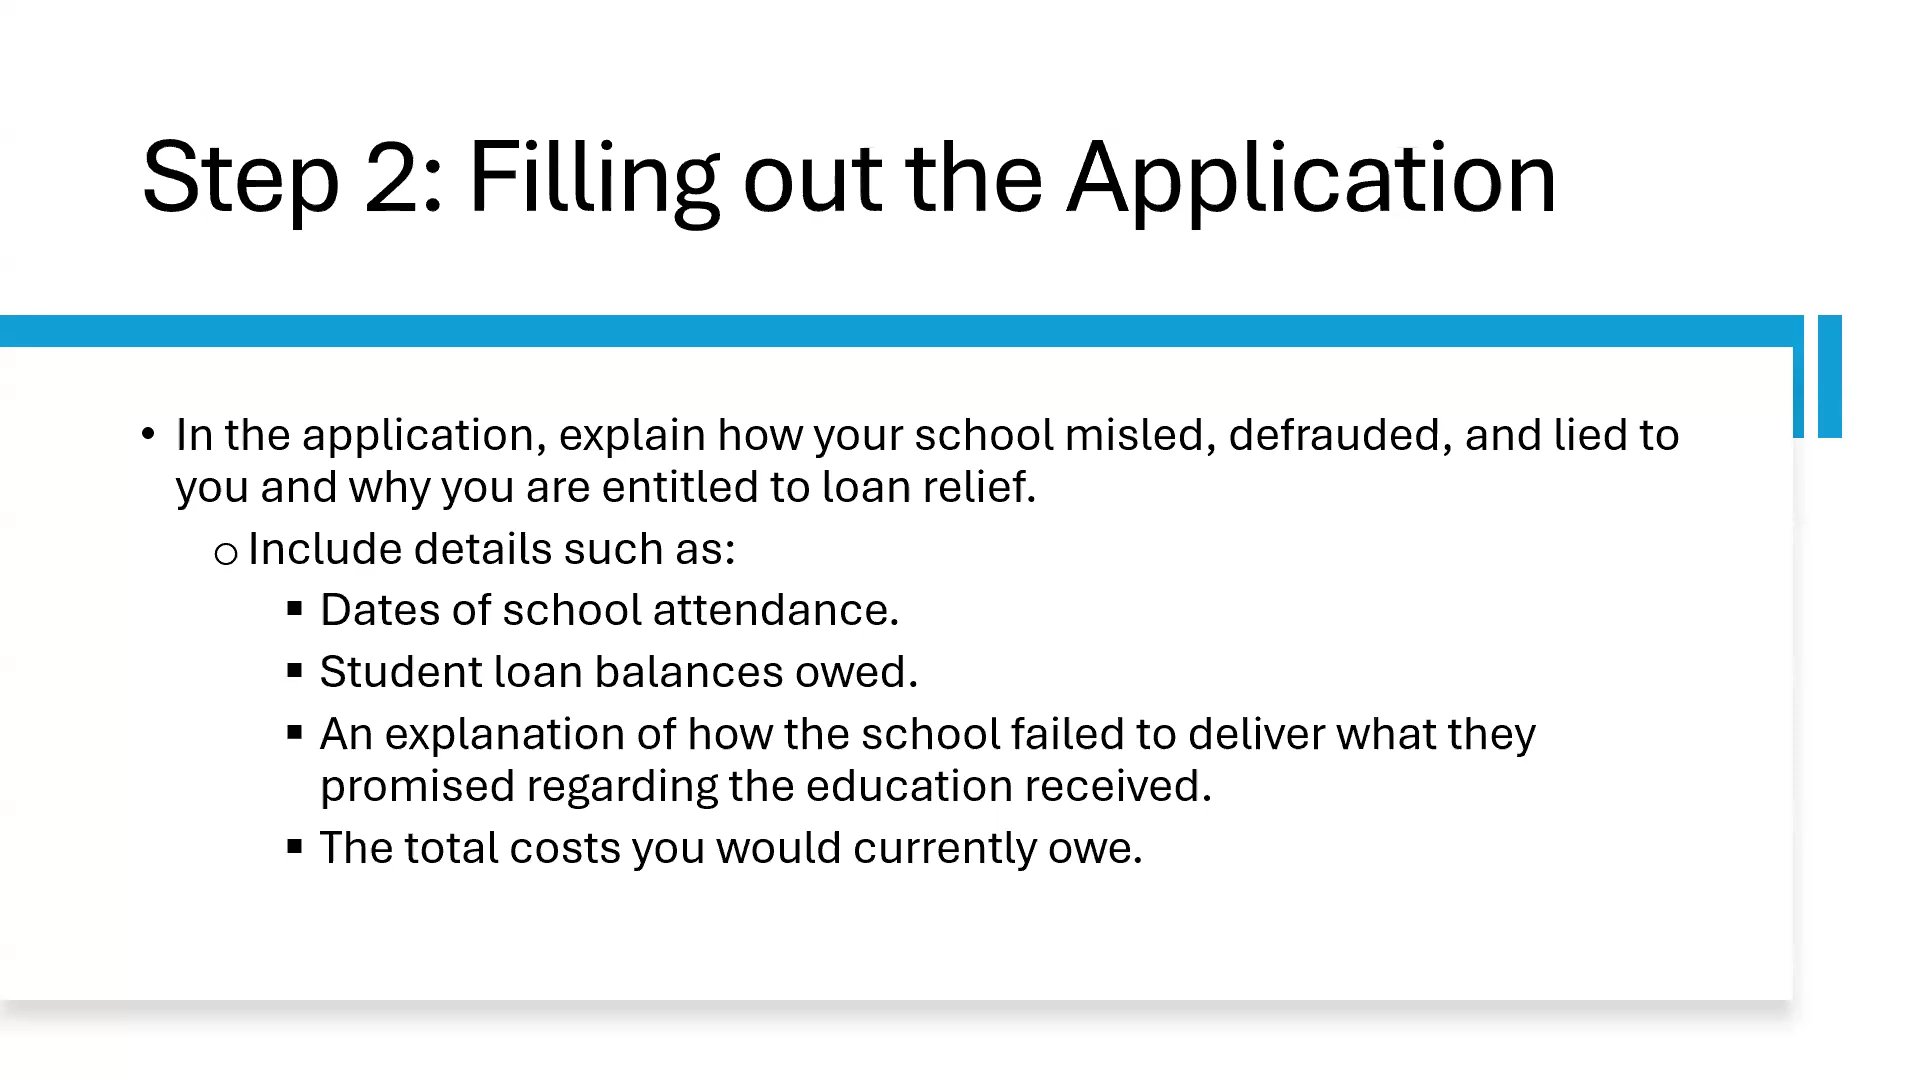 Step 2: Filling out the Application
• In the application, explain how your school misled, defrauded, and lied to
you and why you are entitled to loan relief.
o Include details such as:
▪ Dates of school attendance.
▪ Student loan balances owed.
▪ An explanation of how the school failed to deliver what they
promised regarding the education received.
▪ The total costs you would currently owe.